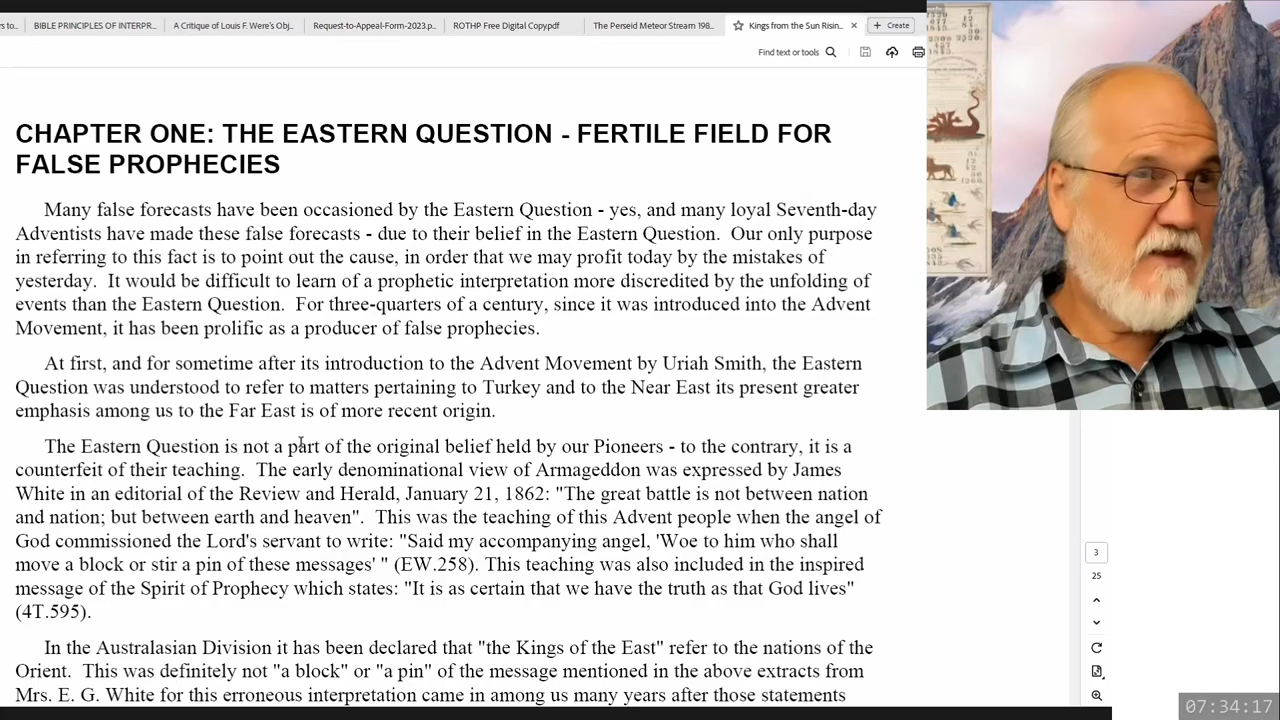 BIBLE PRINCIPLES OF INTERPR...
A Critique of Louis F Were's Obj...
Request-to-Appeal-Form-2023.p...
ROTHP Free Digital Copy.pdf
The Perseid Meteor Stream 198...
Kings from the Sun Risin...
Create
Find text or tools
CHAPTER ONE: THE EASTERN QUESTION - FERTILE FIELD FOR
FALSE PROPHECIES
Many false forecasts have been occasioned by the Eastern Question - yes, and many loyal Seventh-day
Adventists have made these false forecasts - due to their belief in the Eastern Question. Our only purpose
in referring to this fact is to point out the cause, in order that we may profit today by the mistakes of
yesterday. It would be difficult to learn of a prophetic interpretation more discredited by the unfolding of
events than the Eastern Question. For three-quarters of a century, since it was introduced into the Advent
Movement, it has been prolific as a producer of false prophecies.
At first, and for sometime after its introduction to the Advent Movement by Uriah Smith, the Eastern
Question was understood to refer to matters pertaining to Turkey and to the Near East its present greater
emphasis among us to the Far East is of more recent origin.
The Eastern Question is not a part of the original belief held by our Pioneers - to the contrary, it is a
counterfeit of their teaching. The early denominational view of Armageddon was expressed by James
White in an editorial of the Review and Herald, January 21, 1862: "The great battle is not between nation
and nation; but between earth and heaven". This was the teaching of this Advent people when the angel of
God commissioned the Lord's servant to write: "Said my accompanying angel, 'Woe to him who shall
move a block or stir a pin of these messages' " (EW.258). This teaching was also included in the inspired
message of the Spirit of Prophecy which states: "It is as certain that we have the truth as that God lives"
(4T.595).
In the Australasian Division it has been declared that "the Kings of the East" refer to the nations of the
Orient. This was definitely not "a block" or "a pin" of the message mentioned in the above extracts from
Mrs. E. G. White for this erroneous interpretation came in among us many years after those statements
3
25
07:34:17